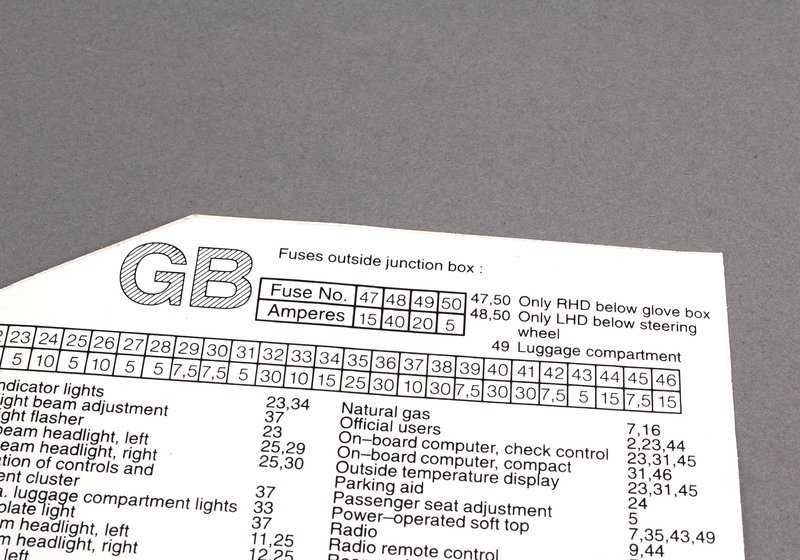 GB
Fuses outside junction box :
Fuse No. 47 48 49 50
Amperes 15 40 20 5
47,50 Only RHD below glove box
48,50 Only LHD below steering
wheel
49 Luggage compartment
23 24 25 26 27 28 29 30 31 32 33 34 35 36 37 38 39 40 41 42 43 44 45 46
5 10 5 10 5 5 7,5 7,5 5 30 10 15 25 30 10 30 7,5 30 30 7,5 5 15 7,5 15
ndicator lights 23,34
ight beam adjustment 37
ight flasher 23
beam headlight, left 25,29
eam headlight, right 25,30
tion of controls and
ent cluster 37
a. luggage compartment lights 33
plate light 37
m headlight, left 11,25
m headlight, right 12,25
left
Natural gas 7,16
Official users 2,23,44
On–board computer, check control 23,31,45
On–board computer, compact 31,46
Outside temperature display 23,31,45
Parking aid 24
Passenger seat adjustment 5
Power–operated soft top 7,35,43,49
Radio 9,44
Radio remote control